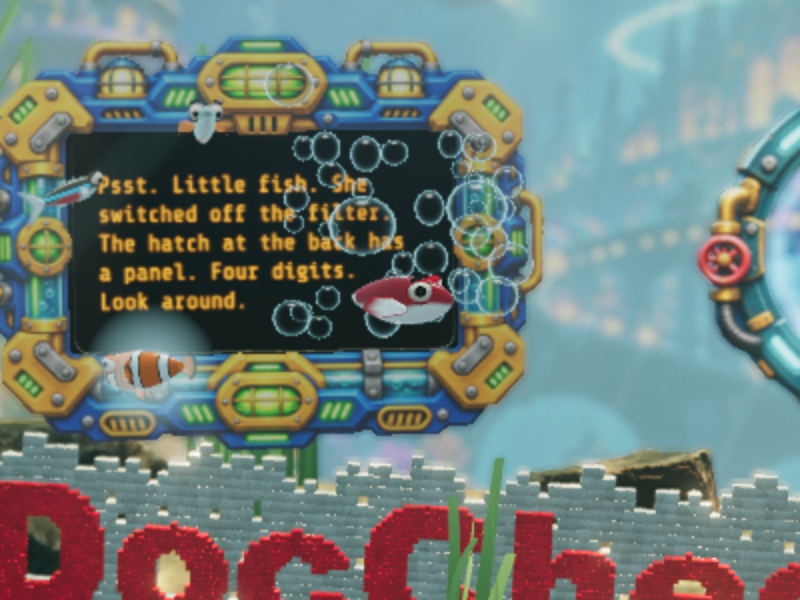 Psst. Little fish. She
switched off the filter.
The hatch at the back has
a panel. Four digits.
Look around.
DocChe